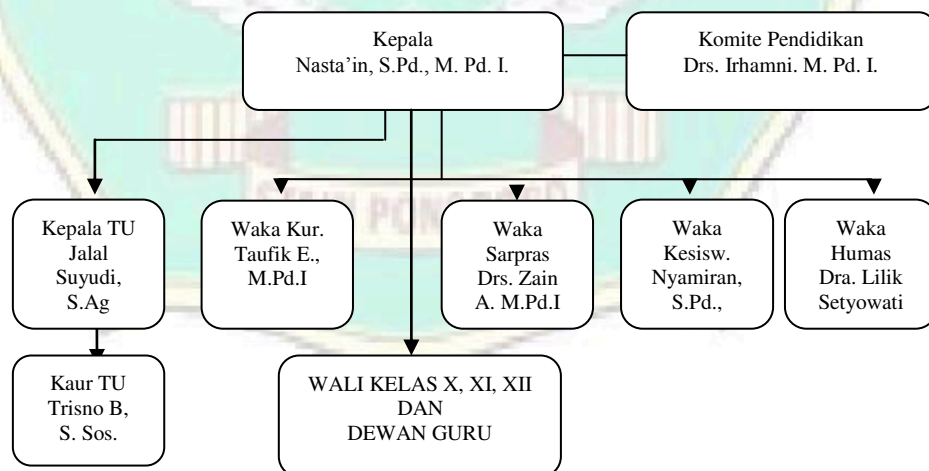 Kepala
Nasta’in, S.Pd., M. Pd. I.
Komite Pendidikan
Drs. Irhamni. M. Pd. I.
Kepala TU
Jalal
Suyudi,
S.Ag
Waka Kur.
Taufik E.,
M.Pd.I
Waka
Sarpras
Drs. Zain
A. M.Pd.I
Waka
Kesisw.
Nyamiran,
S.Pd.,
Waka
Humas
Dra. Lilik
Setyowati
Kaur TU
Trisno B,
S. Sos.
WALI KELAS X, XI, XII
DAN
DEWAN GURU